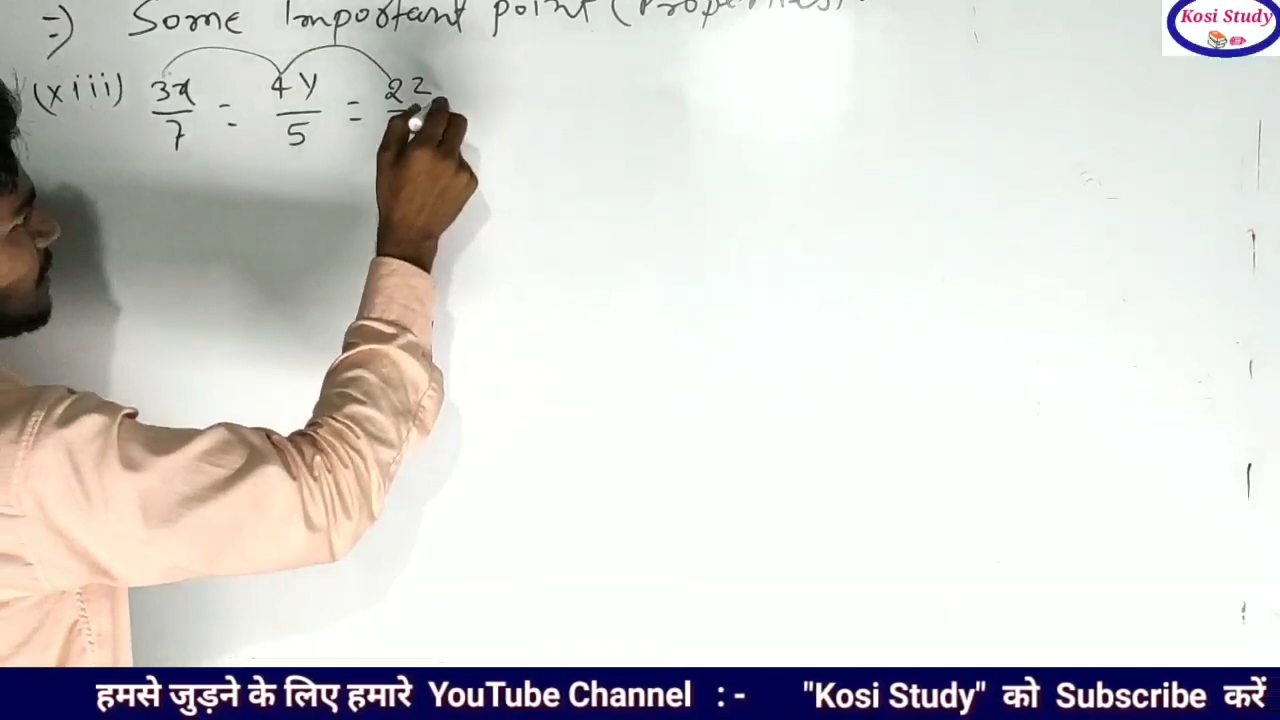 =) Some Important point (Properties) :
Kosi Study
(xiii) 3x/7 = 4y/5 = 2z
हमसे जुड़ने के लिए हमारे YouTube Channel : - "Kosi Study" को Subscribe करें